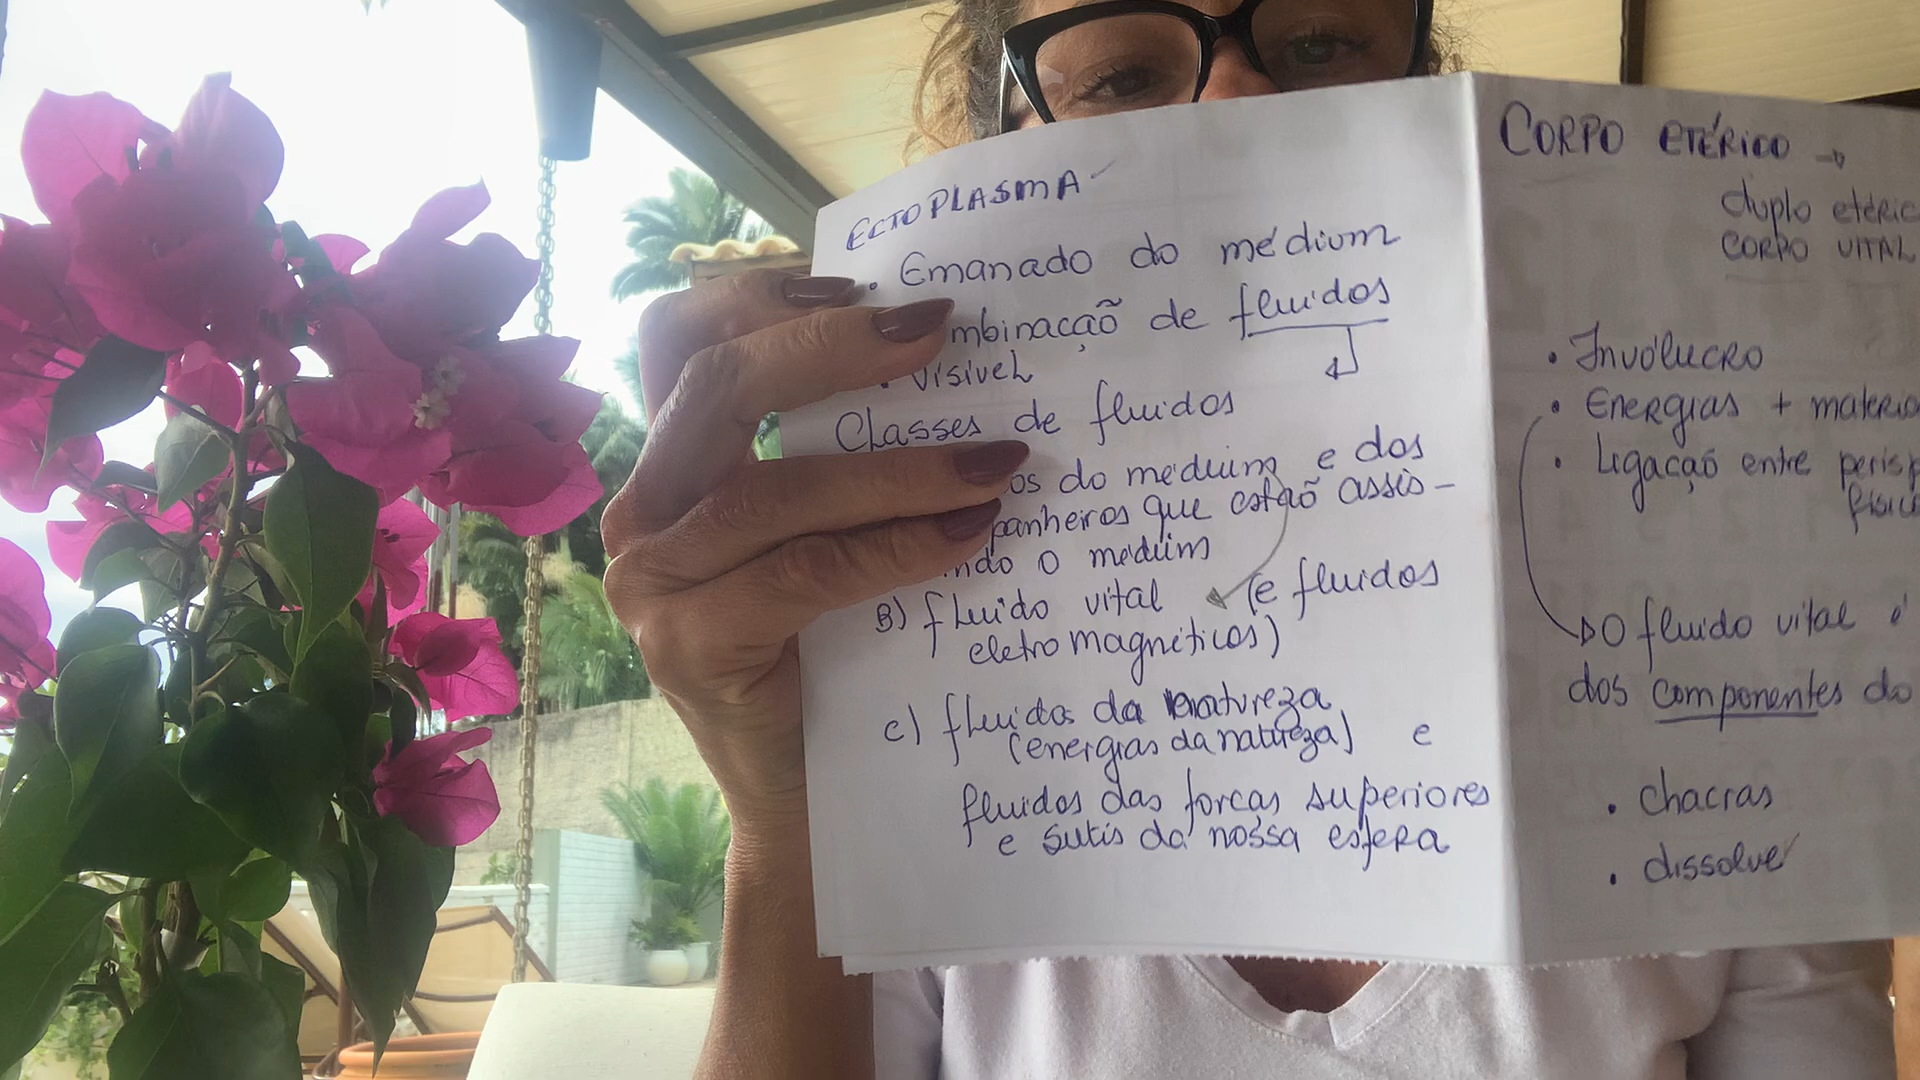 ECTOPLASMA
. Emanado do médium
mbinação de fluidos
. visível
Classes de fluidos
os do médium e dos
panheiros que estão assis-
ndo o médium
B) fluido vital (e fluidos
eletromagnéticos)
c) fluidos da natureza
(energias da natureza) e
fluidos das forças superiores
e sutis da nossa esfera
CORPO ETÉRICO →
duplo etéric
CORPO VITAL
. Invólucro
. Energias + materia
. Ligação entre perisp
físic
O fluido vital é
dos componentes do
. chacras
. dissolve